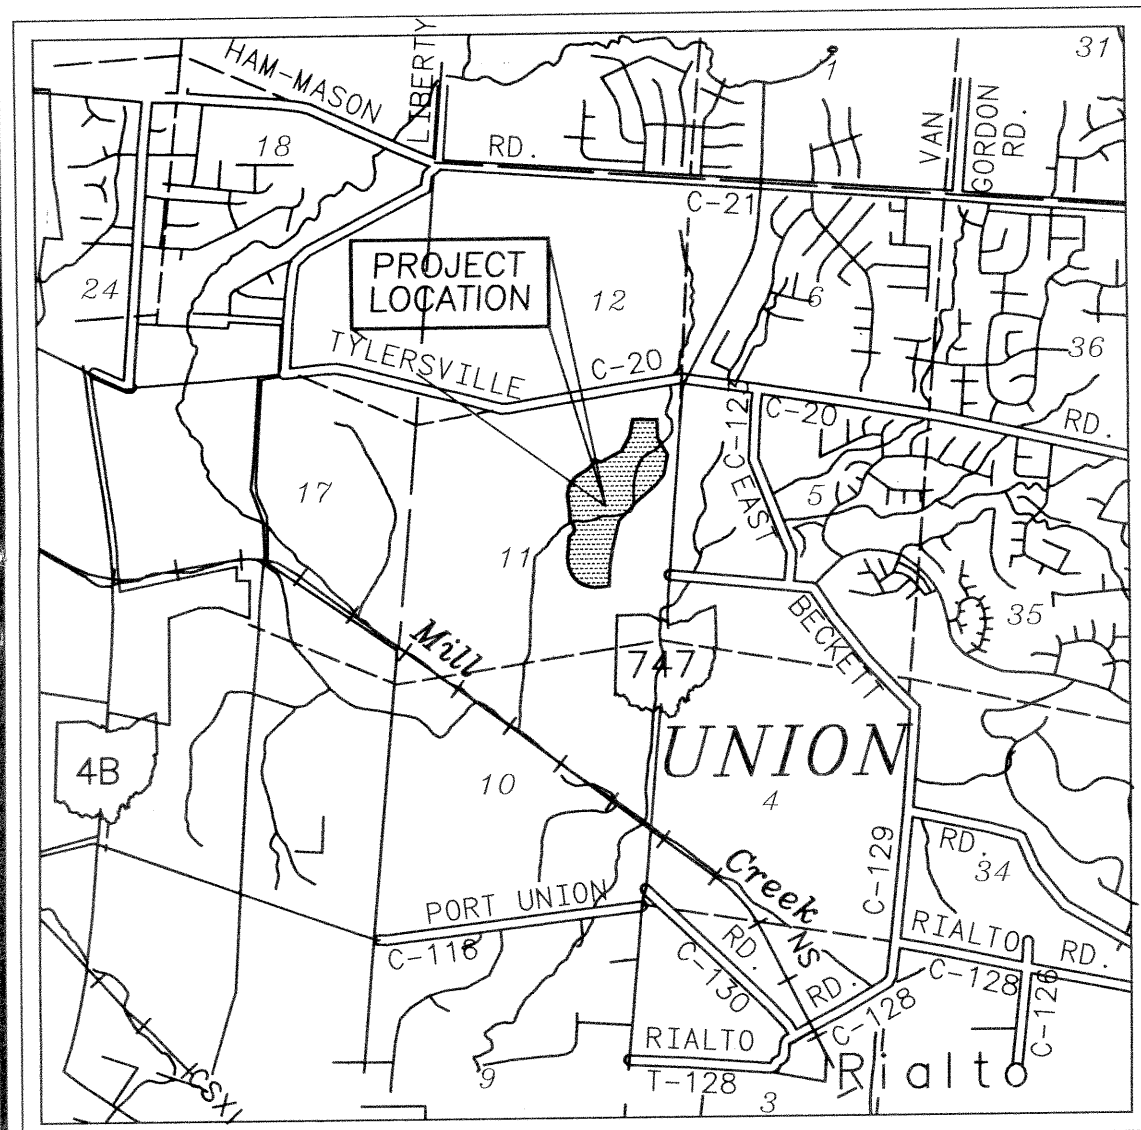 31
HAM-MASON
LIBERTY
1
VAN
GORDON
RD.
18
RD.
C-21
24
PROJECT
LOCATION
12
6
36
TYLERSVILLE
C-20
C-20
RD.
C-12
EAST
17
5
11
35
BECKETT
Mill
747
UNION
4B
10
4
C-129
RD.
34
Creek
PORT UNION
NS
RD.
RIALTO
RD.
C-118
C-130
RD.
C-128
C-128
C-126
RIALTO
T-128
Rialto
9
3
CSXT